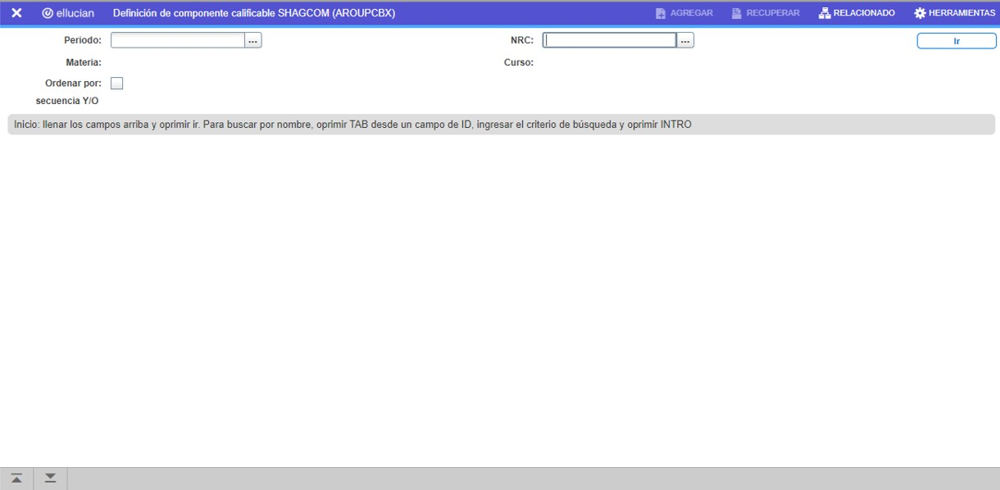 ellucian Definición de componente calificable SHAGCOM (AROUPCBX) AGREGAR RECUPERAR RELACIONADO HERRAMIENTAS
Periodo: ... NRC: ... Ir
Materia: Curso:
Ordenar por:
secuencia Y/O
Inicio: llenar los campos arriba y oprimir ir. Para buscar por nombre, oprimir TAB desde un campo de ID, ingresar el criterio de búsqueda y oprimir INTRO